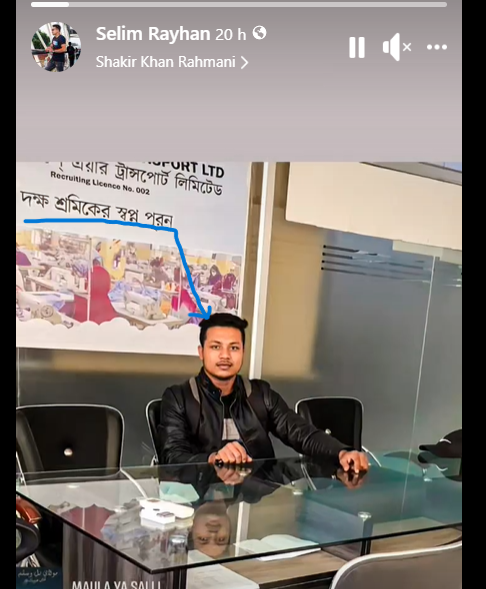 Selim Rayhan 20 h
Shakir Khan Rahmani
LTD
এয়ার ট্রান্সপোর্ট লিমিটেড
Recruiting Licence No. 002
দক্ষ শ্রমিকের স্বপ্ন পূরন
MAULA YA SALLI